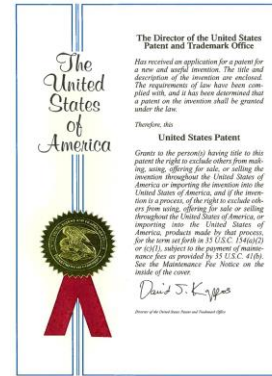 The
United
States
of
America
The Director of the United States
Patent and Trademark Office
Has received an application for a patent for
a new and useful invention. The title and
description of the invention are enclosed.
The requirements of law have been com-
plied with, and it has been determined that
a patent on the invention shall be granted
under the law.
Therefore, this
United States Patent
Grants to the person(s) having title to this
patent the right to exclude others from mak-
ing, using, offering for sale, or selling the
invention throughout the United States of
America or importing the invention into the
United States of America, and if the inven-
tion is a process, of the right to exclude oth-
ers from using, offering for sale or selling
throughout the United States of America, or
importing into the United States of
America, products made by that process,
for the term set forth in 35 U.S.C. 154(a)(2)
or (c)(1), subject to the payment of mainte-
nance fees as provided by 35 U.S.C. 41(b).
See the Maintenance Fee Notice on the
inside of the cover.
David J. Kappos
Director of the United States Patent and Trademark Office